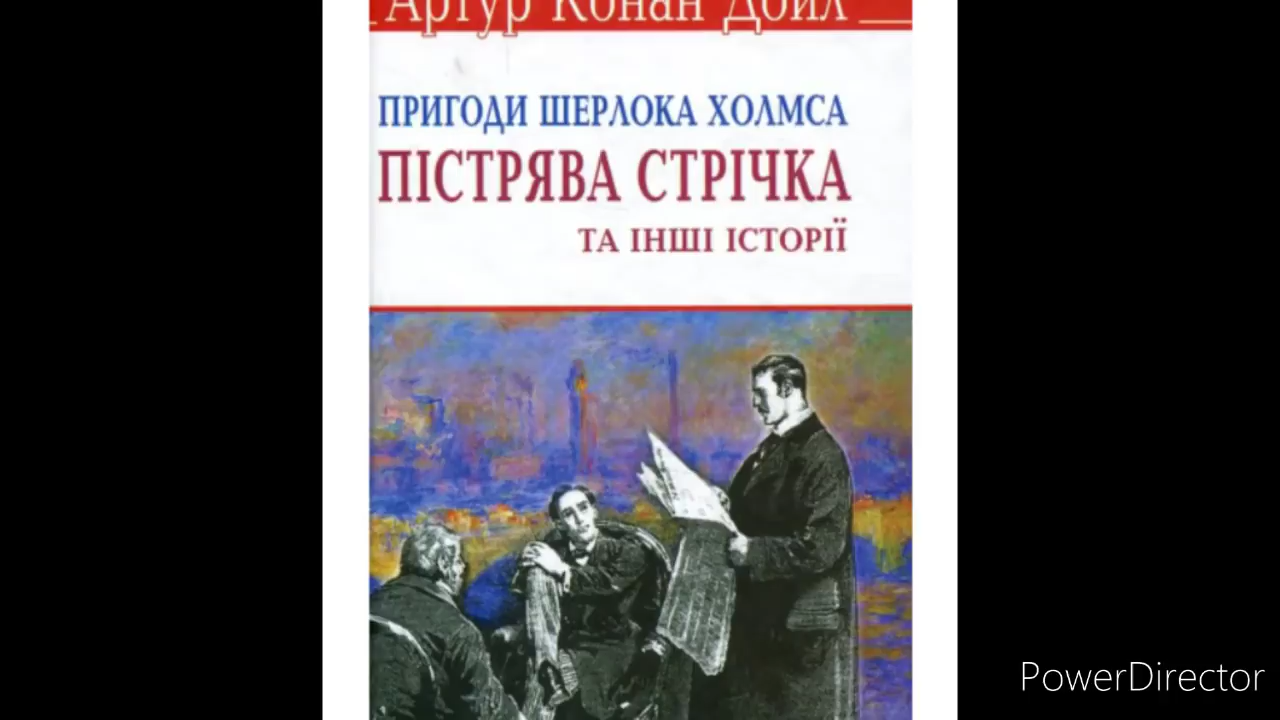 Артур Конан Дойл
ПРИГОДИ ШЕРЛОКА ХОЛМСА
ПІСТРЯВА СТРІЧКА
ТА ІНШІ ІСТОРІЇ
PowerDirector